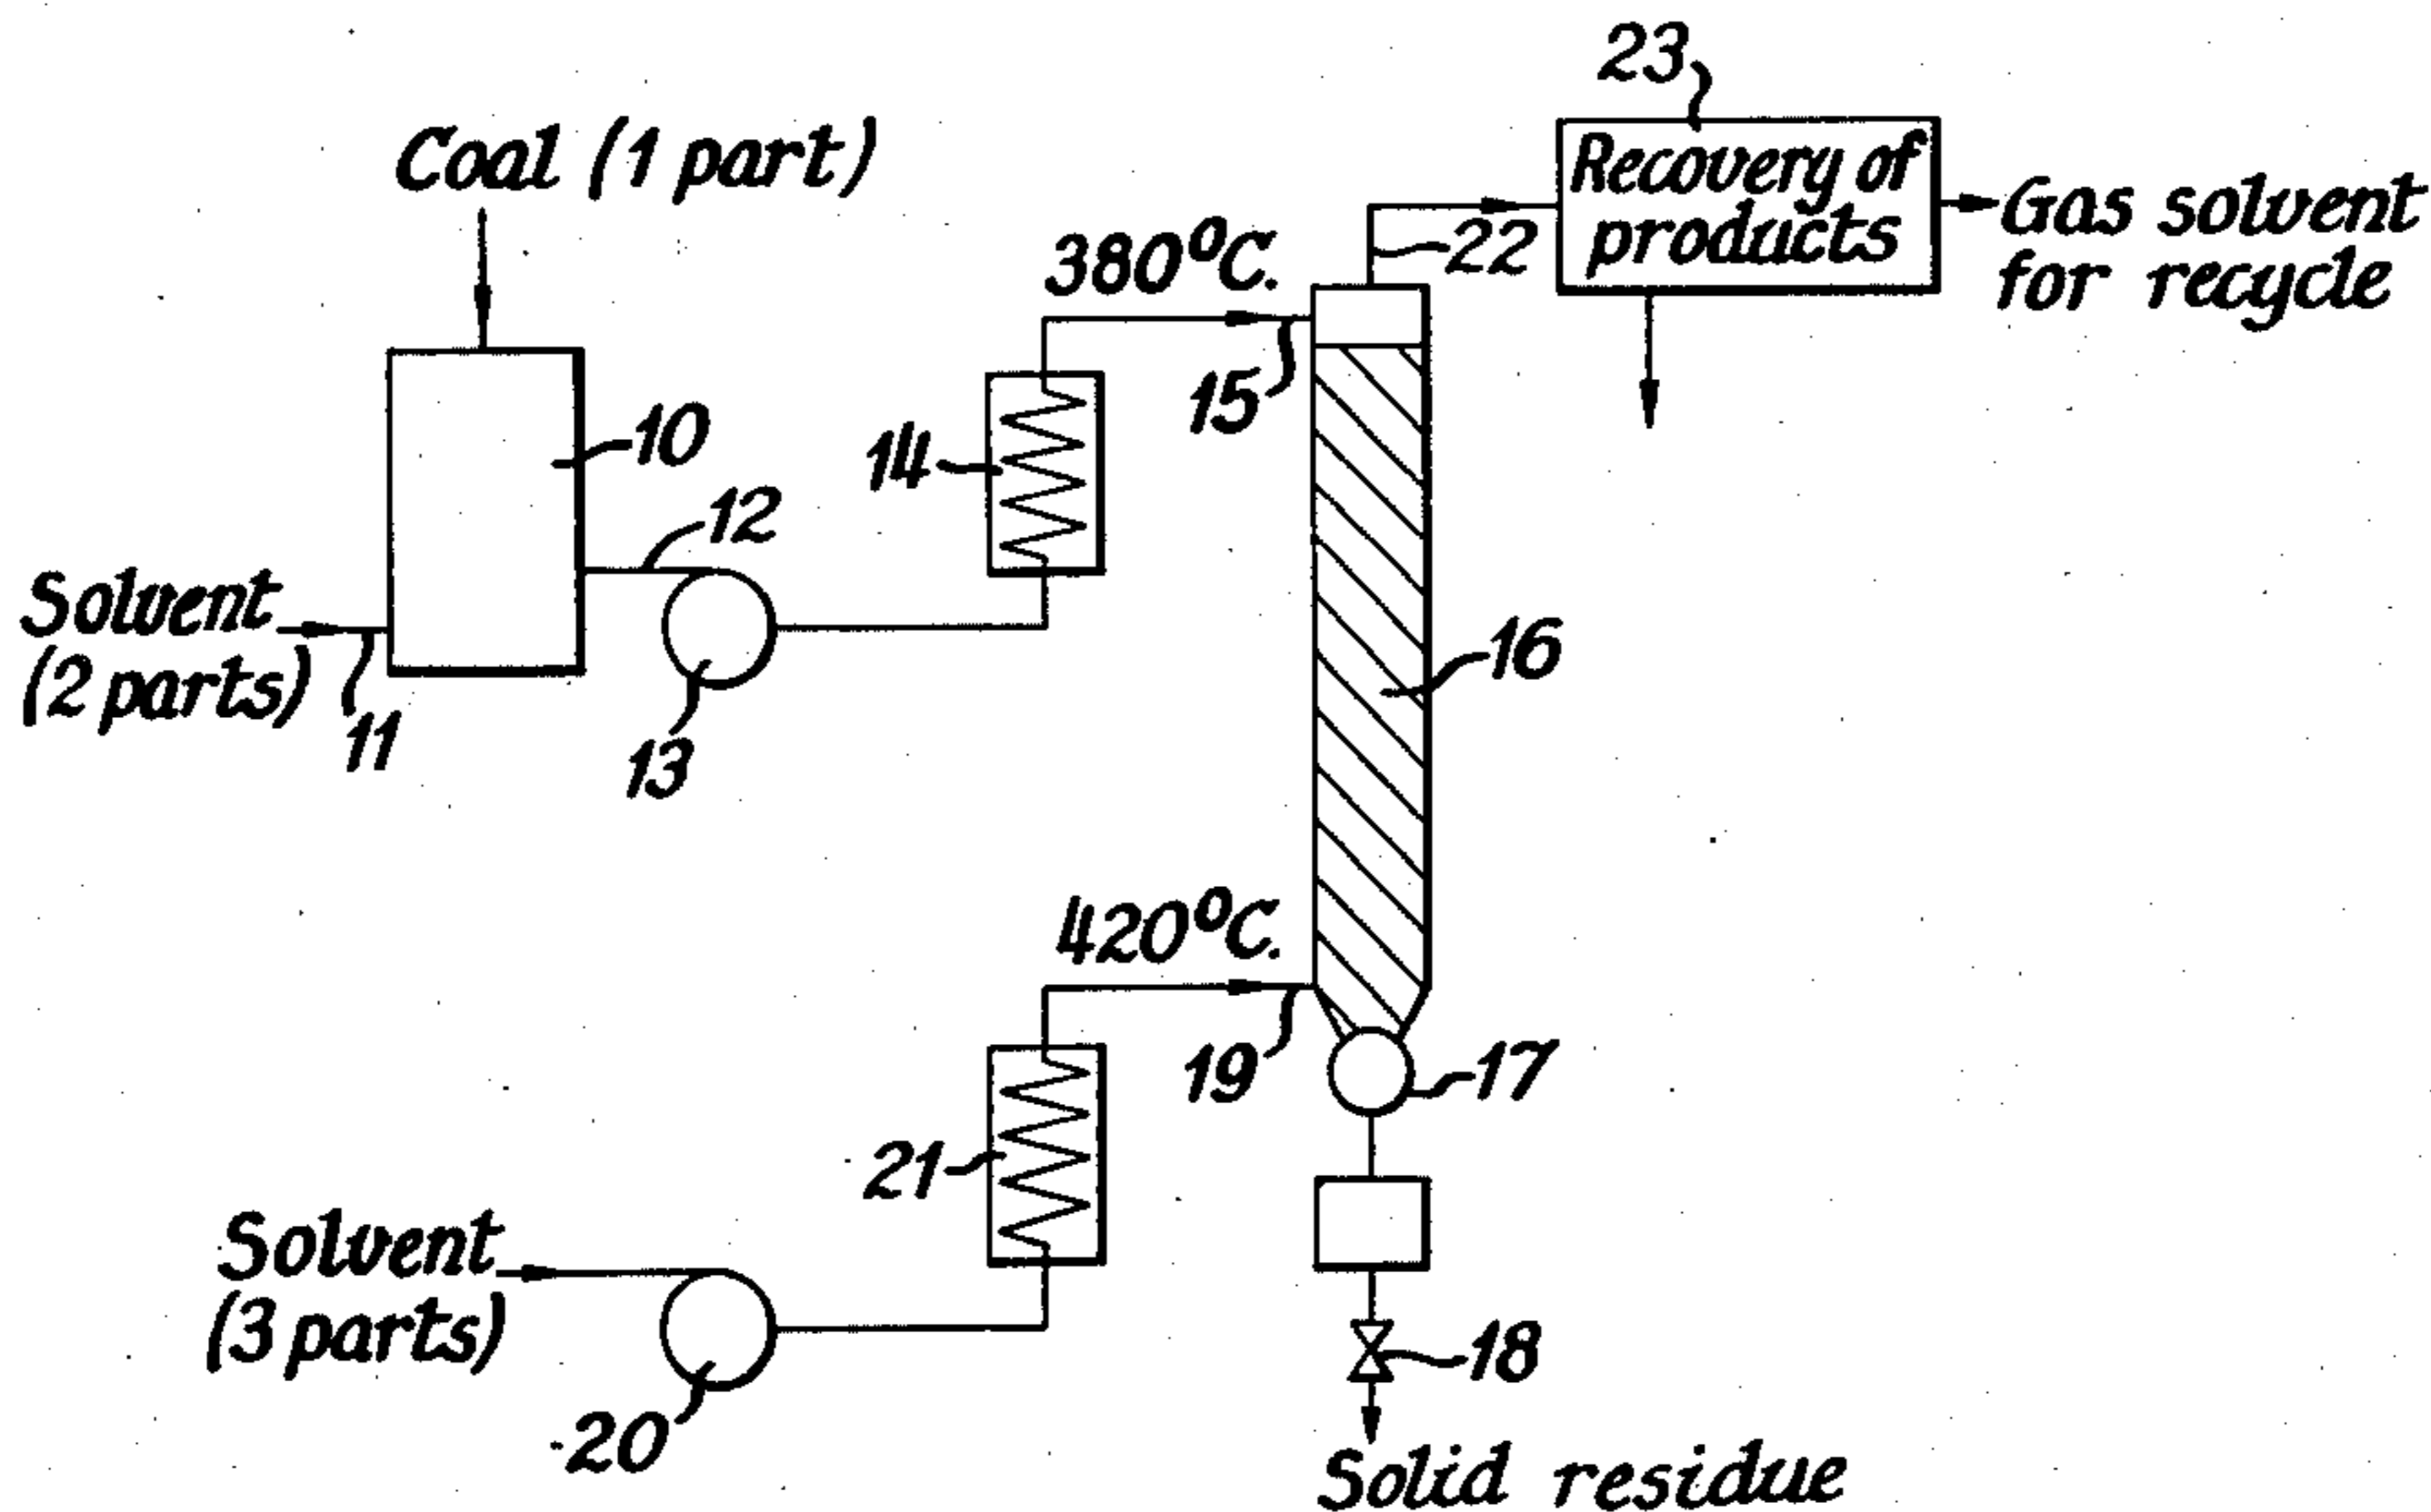 23
Coal (1 part)
Recovery of
products
Gas solvent
for recycle
22
380°C.
15
10
14
12
Solvent
(2 parts)
11
13
16
420°C.
19
17
21
Solvent
(3 parts)
18
20
Solid residue